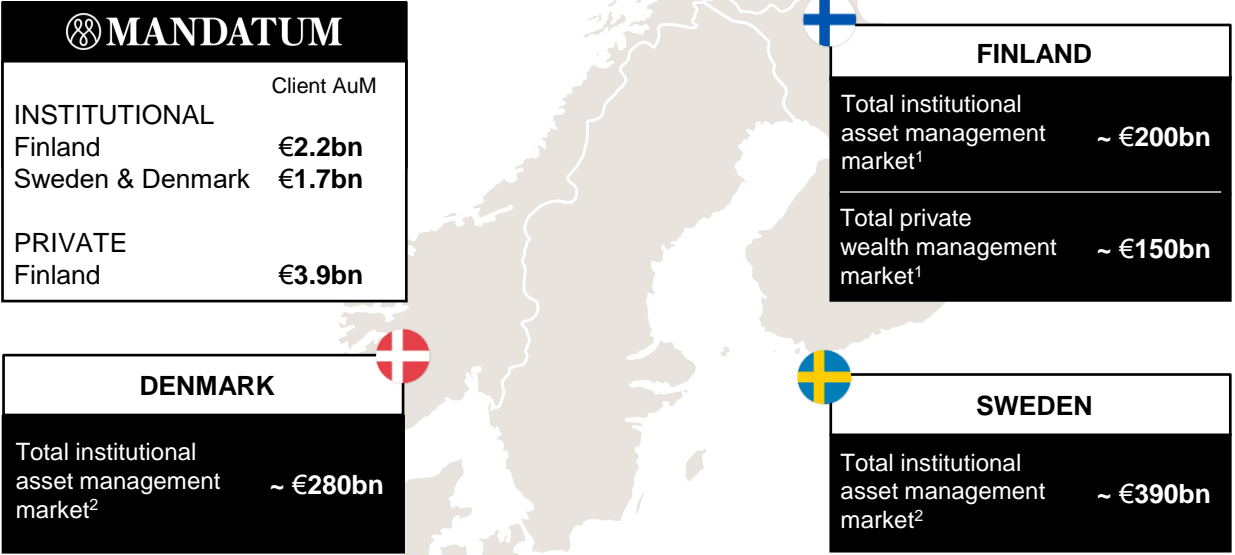 MANDATUM
Client AuM
INSTITUTIONAL
Finland €2.2bn
Sweden & Denmark €1.7bn
PRIVATE
Finland €3.9bn
FINLAND
Total institutional
asset management ~ €200bn
market1
Total private
wealth management ~ €150bn
market1
DENMARK
Total institutional
asset management ~ €280bn
market2
SWEDEN
Total institutional
asset management ~ €390bn
market2